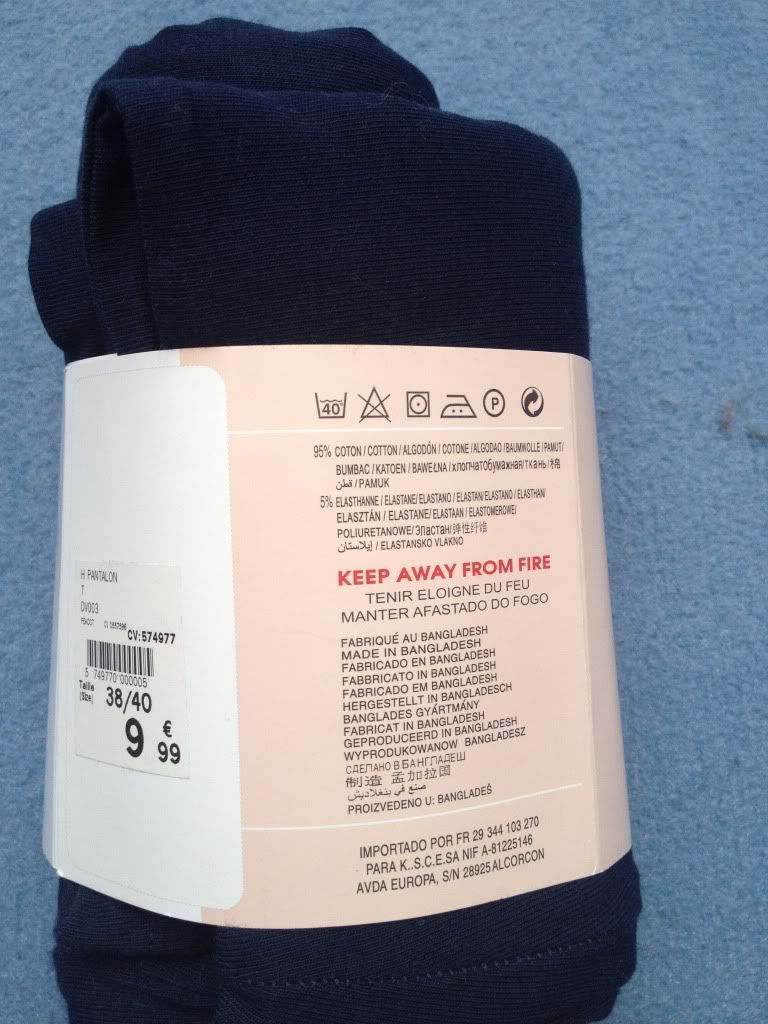 40
P
95% COTON / COTTON / ALGODÓN / COTONE / ALGODAO / BAUMWOLLE / PAMUT /
BUMBAC / KATOEN / BAWEŁNA / хлопчатобумажная/ткань / 棉
قطن / PAMUK
5% ELASTHANNE / ELASTANE/ ELASTANO / ELASTAN/ ELASTANO / ELASTHAN/
ELASZTÁN / ELASTANE/ ELASTAAN / ELASTOMEROWE/
POLIURETANOWE/ Эластан/ 弹性纤维
إيلاستان / ELASTANSKO VLAKNO
KEEP AWAY FROM FIRE
TENIR ELOIGNE DU FEU
MANTER AFASTADO DO FOGO
FABRIQUÉ AU BANGLADESH
MADE IN BANGLADESH
FABRICADO EN BANGLADESH
FABBRICATO IN BANGLADESH
FABRICADO EM BANGLADESH
HERGESTELLT IN BANGLADESCH
BANGLADES GYÁRTMÁNY
FABRICAT IN BANGLADESH
GEPRODUCEERD IN BANGLADESH
WYPRODUKOWANOW BANGLADESZ
СДЕЛАНО В БАНГЛАДЕШ
制造 孟加拉国
صنع في بنغلاديش
PROIZVEDENO U: BANGLADEŠ
IMPORTADO POR FR 29 344 103 270
PARA K..S.C.E.SA NIF A-81225146
AVDA EUROPA, S/N 28925 ALCORCON
H PANTALON
T
DV003
PEACOT CI 0557596
CV: 574977
5 749770 000005
Taille
(Size) 38/40
9 € 99